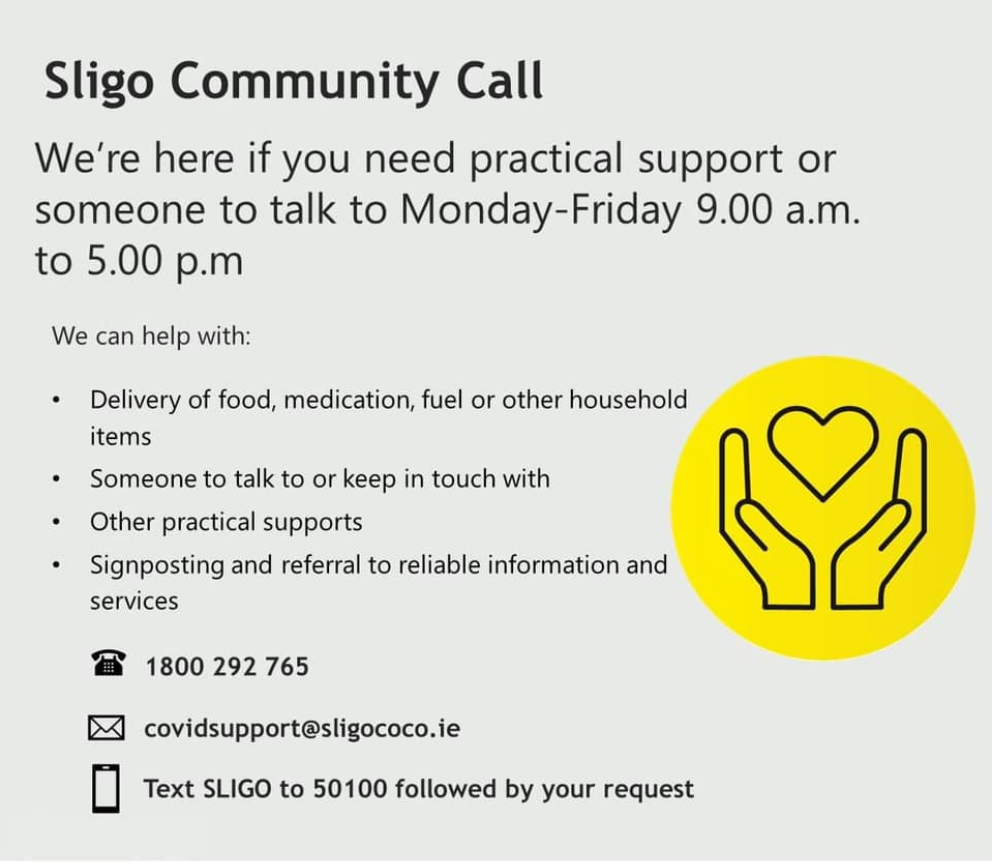 Sligo Community Call
We're here if you need practical support or
someone to talk to Monday-Friday 9.00 a.m.
to 5.00 p.m
We can help with:
• Delivery of food, medication, fuel or other household
items
• Someone to talk to or keep in touch with
• Other practical supports
• Signposting and referral to reliable information and
services
1800 292 765
covidsupport@sligococo.ie
Text SLIGO to 50100 followed by your request